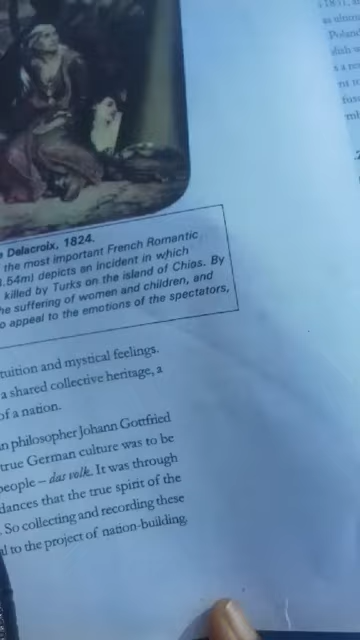 Delacroix, 1824.
the most important French Romantic
.54m) depicts an incident in which
killed by Turks on the island of Chios. By
he suffering of women and children, and
o appeal to the emotions of the spectators,
tuition and mystical feelings.
a shared collective heritage, a
of a nation.
n philosopher Johann Gottfried
true German culture was to be
people – das volk. It was through
dances that the true spirit of the
. So collecting and recording these
al to the project of nation-building.
Poland